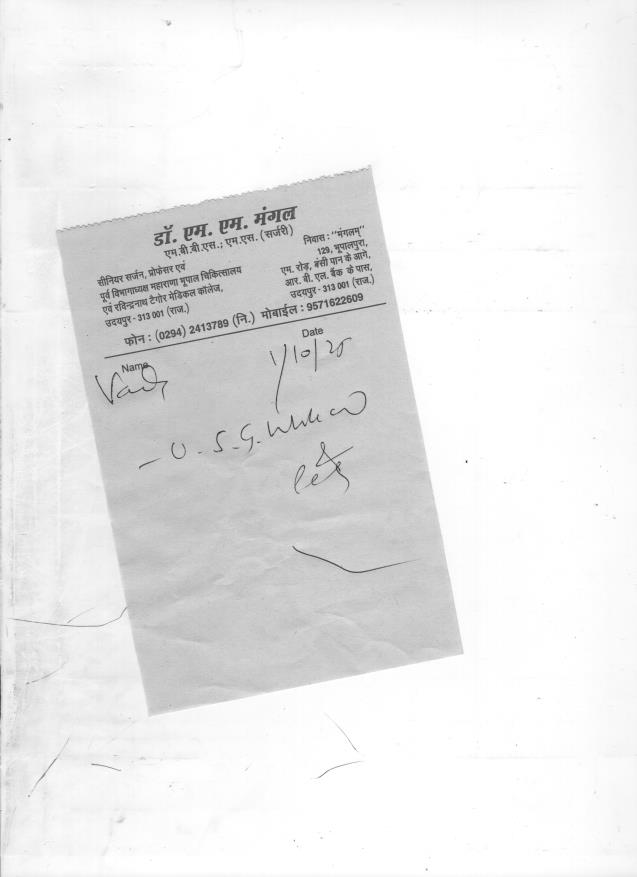 डॉ. एम. एम. मंगल
एम.बी.बी.एस.; एम.एस. (सर्जरी)
सीनियर सर्जन, प्रोफेसर एवं
पूर्व विभागाध्यक्ष महाराणा भूपाल चिकित्सालय
एवं रविन्द्रनाथ टैगोर मेडिकल कॉलेज,
उदयपुर - 313 001 (राज.)
निवास : "मंगलम्"
129, भूपालपुरा,
एम. रोड़, बंसी पान के आगे,
आर. बी. एल. बैंक के पास,
उदयपुर - 313 001 (राज.)
फोन : (0294) 2413789 (नि.) मोबाईल : 9571622609
Name
Date
1/10/25
- U.S.G. Whole